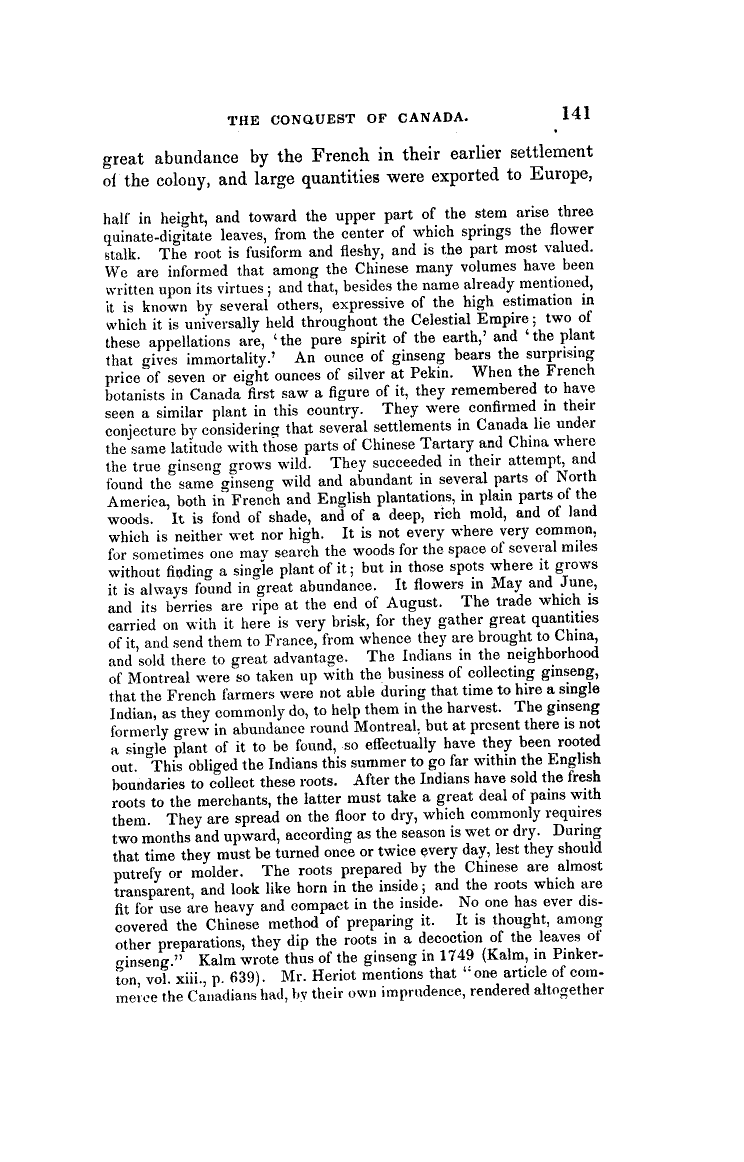 THE CONQUEST OF CANADA. 141
great abundance by the French in their earlier settlement
of the colony, and large quantities were exported to Europe,
half in height, and toward the upper part of the stem arise three
quinate-digitate leaves, from the center of which springs the flower
stalk. The root is fusiform and fleshy, and is the part most valued.
We are informed that among the Chinese many volumes have been
written upon its virtues; and that, besides the name already mentioned,
it is known by several others, expressive of the high estimation in
which it is universally held throughout the Celestial Empire; two of
these appellations are, ‘the pure spirit of the earth,’ and ‘the plant
that gives immortality.’ An ounce of ginseng bears the surprising
price of seven or eight ounces of silver at Pekin. When the French
botanists in Canada first saw a figure of it, they remembered to have
seen a similar plant in this country. They were confirmed in their
conjecture by considering that several settlements in Canada lie under
the same latitude with those parts of Chinese Tartary and China where
the true ginseng grows wild. They succeeded in their attempt, and
found the same ginseng wild and abundant in several parts of North
America, both in French and English plantations, in plain parts of the
woods. It is fond of shade, and of a deep, rich mold, and of land
which is neither wet nor high. It is not every where very common,
for sometimes one may search the woods for the space of several miles
without finding a single plant of it; but in those spots where it grows
it is always found in great abundance. It flowers in May and June,
and its berries are ripe at the end of August. The trade which is
carried on with it here is very brisk, for they gather great quantities
of it, and send them to France, from whence they are brought to China,
and sold there to great advantage. The Indians in the neighborhood
of Montreal were so taken up with the business of collecting ginseng,
that the French farmers were not able during that time to hire a single
Indian, as they commonly do, to help them in the harvest. The ginseng
formerly grew in abundance round Montreal, but at present there is not
a single plant of it to be found, so effectually have they been rooted
out. This obliged the Indians this summer to go far within the English
boundaries to collect these roots. After the Indians have sold the fresh
roots to the merchants, the latter must take a great deal of pains with
them. They are spread on the floor to dry, which commonly requires
two months and upward, according as the season is wet or dry. During
that time they must be turned once or twice every day, lest they should
putrefy or molder. The roots prepared by the Chinese are almost
transparent, and look like horn in the inside; and the roots which are
fit for use are heavy and compact in the inside. No one has ever dis-
covered the Chinese method of preparing it. It is thought, among
other preparations, they dip the roots in a decoction of the leaves of
ginseng.” Kalm wrote thus of the ginseng in 1749 (Kalm, in Pinker-
ton, vol. xiii., p. 639). Mr. Heriot mentions that “one article of com-
merce the Canadians had, by their own imprudence, rendered altogether